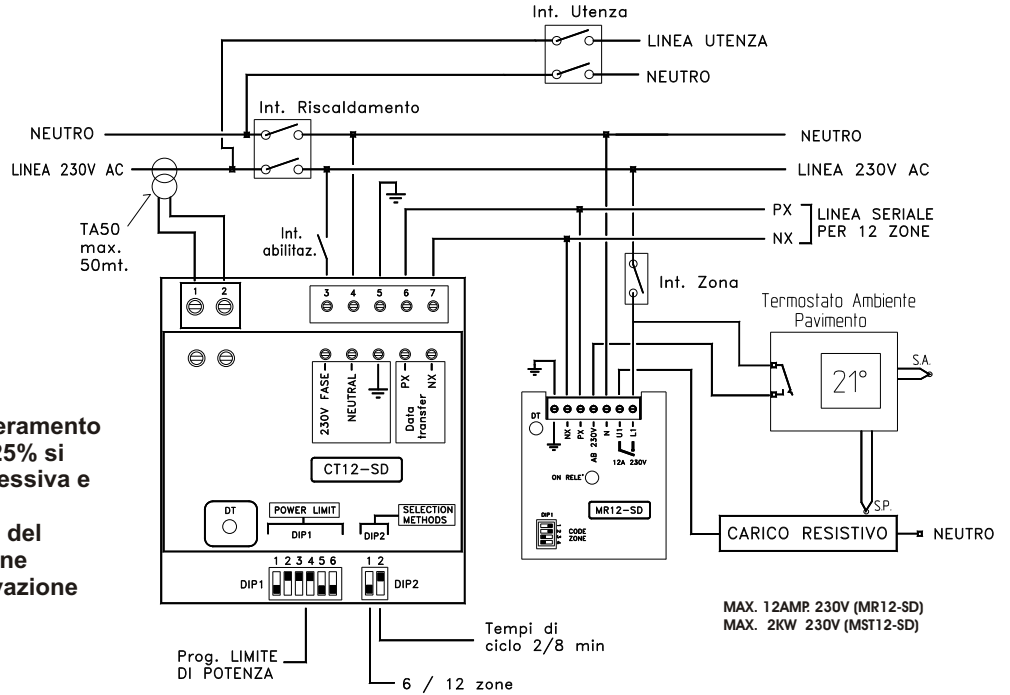 Int. Utenza
LINEA UTENZA
NEUTRO
Int. Riscaldamento
NEUTRO
NEUTRO
LINEA 230V AC
LINEA 230V AC
TA50
max.
50mt.
Int.
abilitaz.
PX
NX
LINEA SERIALE
PER 12 ZONE
Int. Zona
Termostato Ambiente
Pavimento
21°
S.A.
S.P.
1 2
3 4 5 6 7
230V FASE
NEUTRAL
PX
NX
Data
transfer
CT12-SD
DT
POWER LIMIT
DIP1
SELECTION
METHODS
DIP2
DIP1
1 2 3 4 5 6
1 2
DIP2
Prog. LIMITE
DI POTENZA
Tempi di
ciclo 2/8 min
6 / 12 zone
DT
NX
PX
AB 230V
N
U1
L1
12A 230V
ON RELE'
MR12-SD
DIP1
CODE
ZONE
CARICO RESISTIVO
NEUTRO
MAX. 12AMP. 230V (MR12-SD)
MAX. 2KW 230V (MST12-SD)
eramento
25% si
essiva e
del
ne
vazione